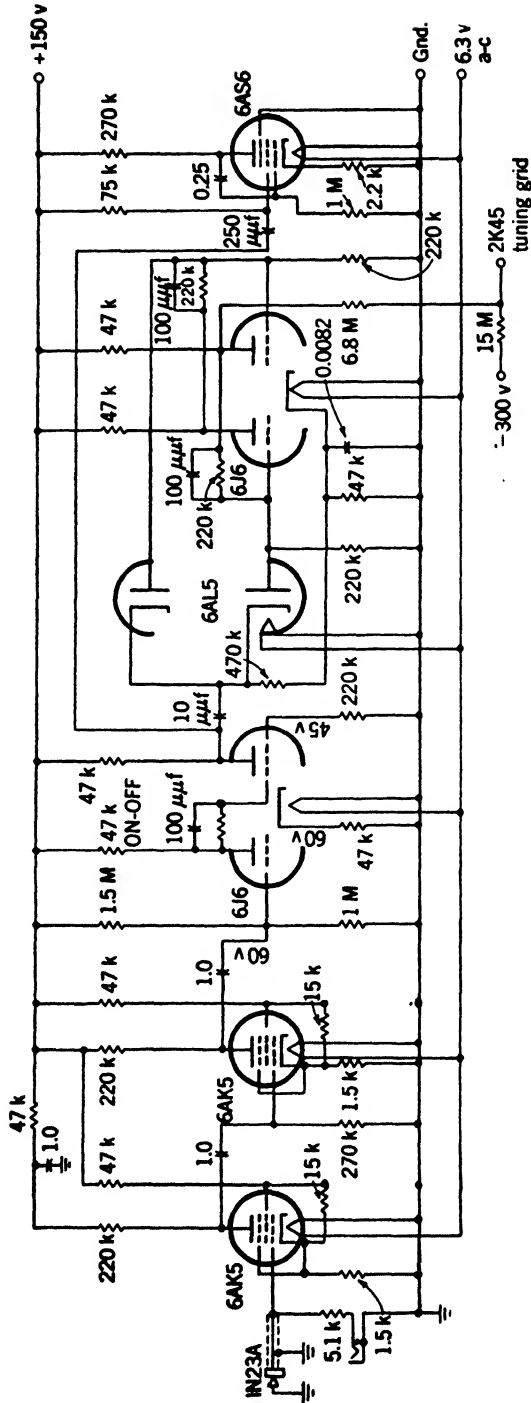 +150 v
47 k
1.0
220 k
47 k
220 k
47 k
1.5 M
47 k
ON-OFF
47 k
47 k
47 k
75 k
270 k
100 μμf
10 μμf
100 μμf
220 k
100 μμf
220 k
0.25
250 μμf
1N23A
6AK5
1.0
6AK5
1.0
60 v
6J6
60 v
45 v
6AL5
470 k
6J6
6AS6
5.1 k
1.5 k
15 k
270 k
15 k
1.5 k
1 M
47 k
220 k
220 k
47 k
0.0082
6.8 M
220 k
1 M
2.2 k
Gnd.
6.3 v
a-c
−300 v
15 M
2K45
tuning grid